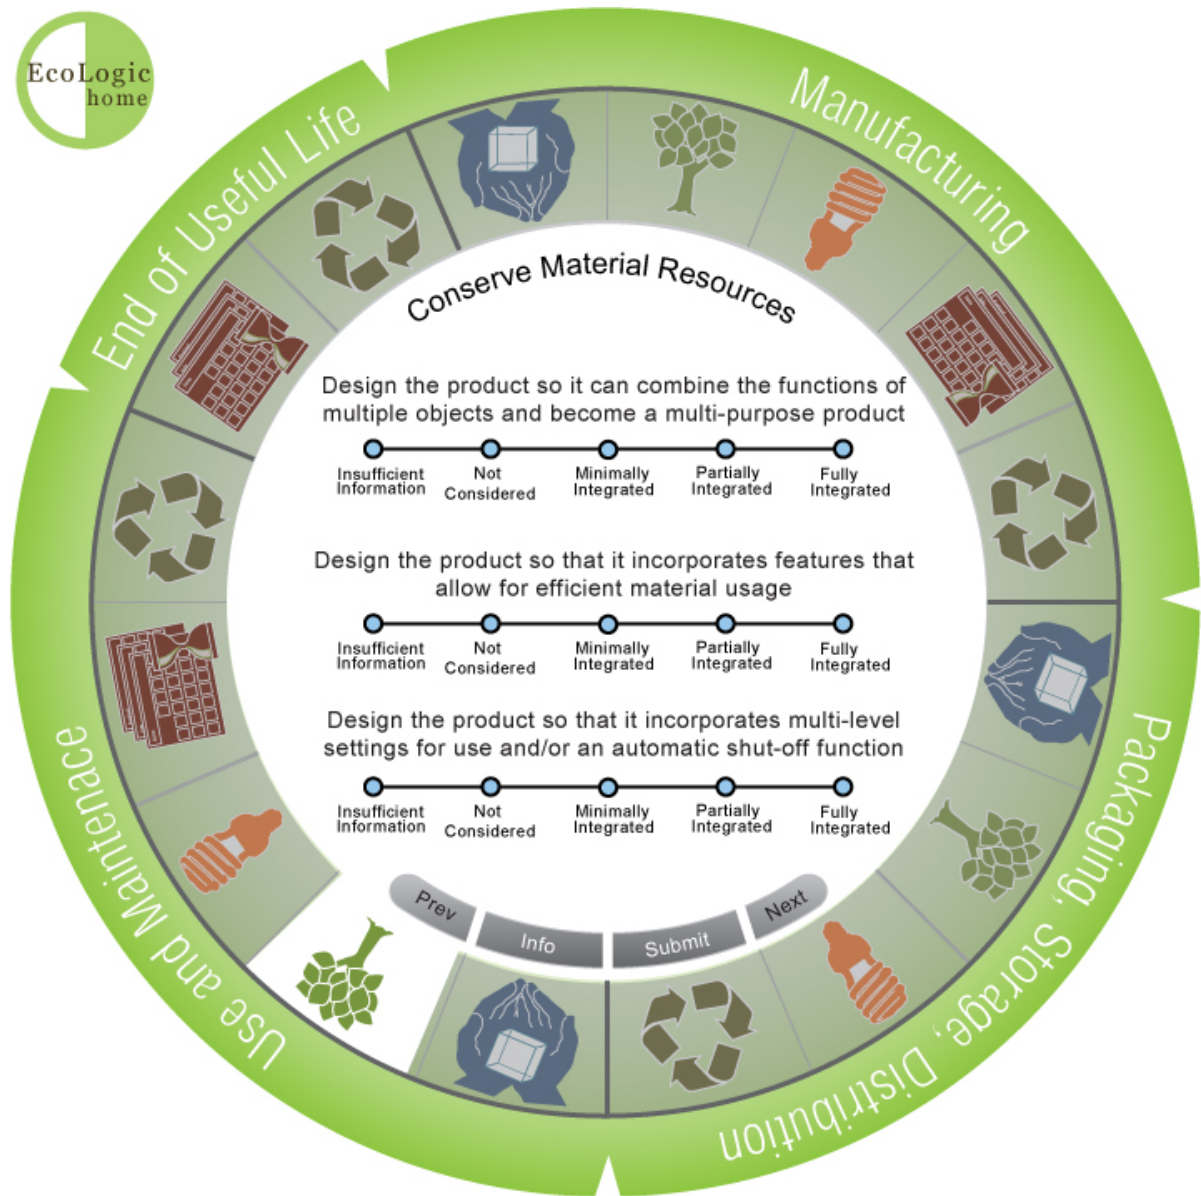 EcoLogic
home
Manufacturing
End of Useful Life
Conserve Material Resources
Design the product so it can combine the functions of
multiple objects and become a multi-purpose product
Insufficient Information
Not Considered
Minimally Integrated
Partially Integrated
Fully Integrated
Design the product so that it incorporates features that
allow for efficient material usage
Insufficient Information
Not Considered
Minimally Integrated
Partially Integrated
Fully Integrated
Design the product so that it incorporates multi-level
settings for use and/or an automatic shut-off function
Insufficient Information
Not Considered
Minimally Integrated
Partially Integrated
Fully Integrated
Prev
Info
Submit
Next
Use and Maintenace
Packaging, Storage, Distribution